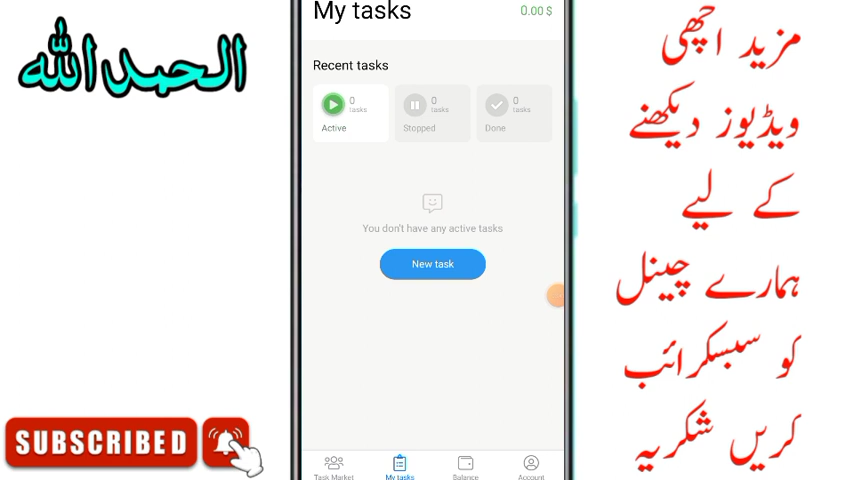 الحمدالله
My tasks
0.00 $
Recent tasks
0 tasks
Active
0 tasks
Stopped
0 tasks
Done
You don't have any active tasks
New task
Task Market
My tasks
Balance
Account
مزید اچھی
ویڈیوز دیکھنے
کے لیے
ہمارے چینل
کو سبسکرائب
کریں شکریہ
SUBSCRIBED